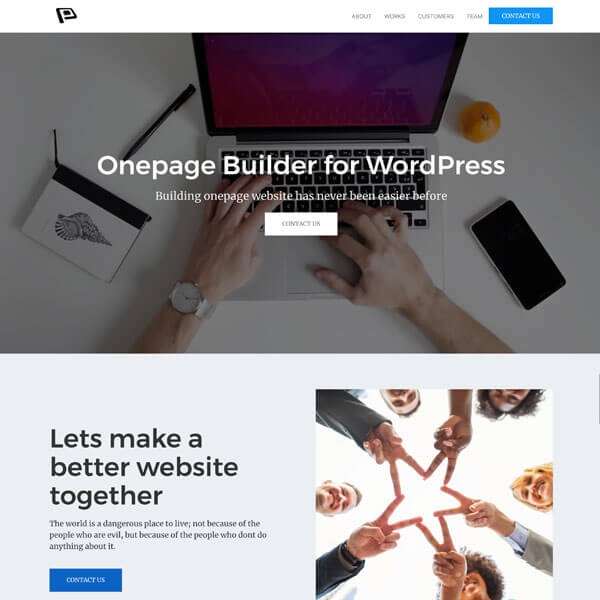 ABOUT WORKS CUSTOMERS TEAM CONTACT US
Onepage Builder for WordPress
Building onepage website has never been easier before
CONTACT US
Lets make a
better website
together
The world is a dangerous place to live; not because of the
people who are evil, but because of the people who dont do
anything about it.
CONTACT US